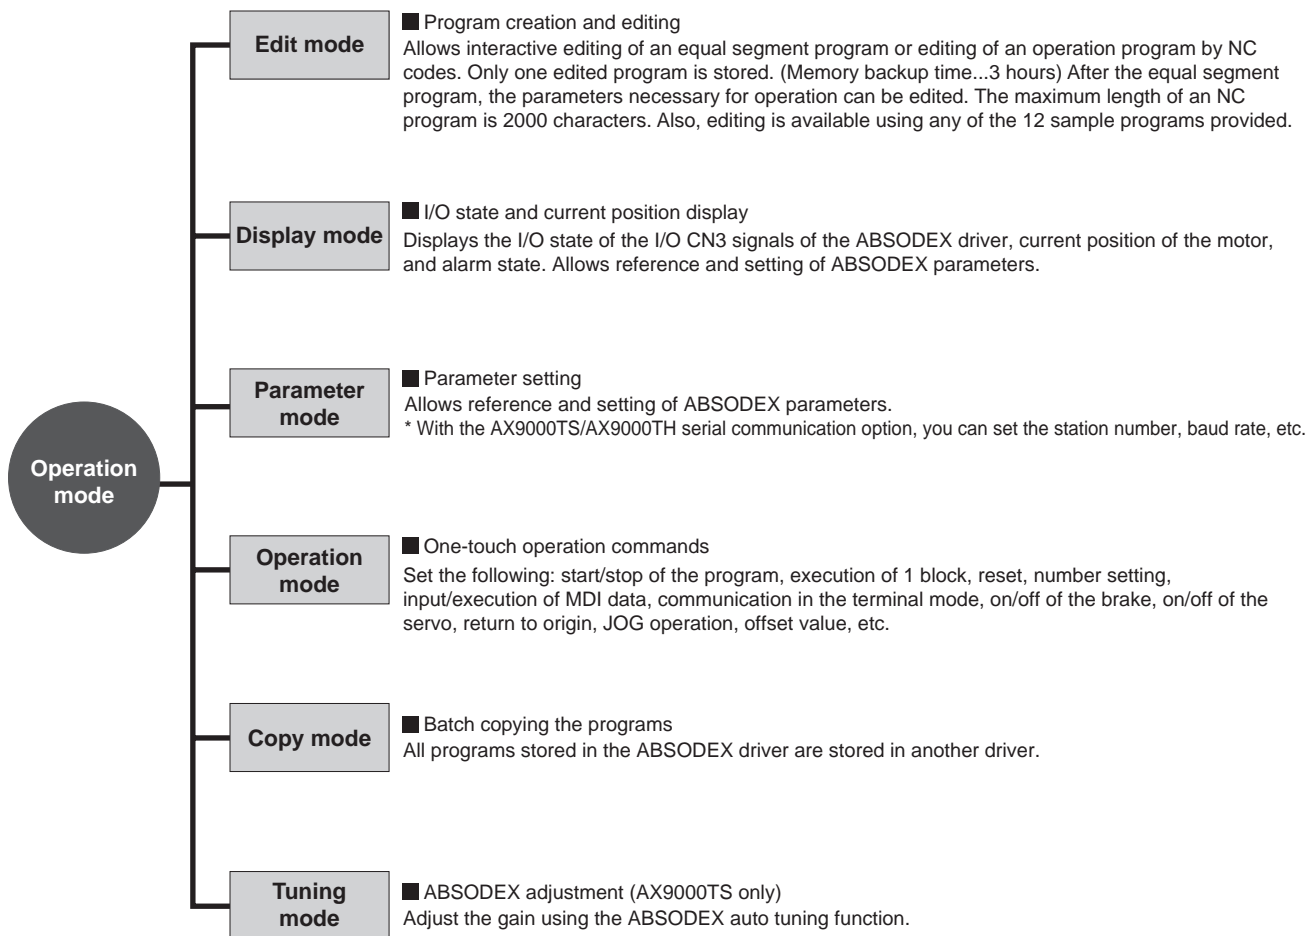 Operation
mode
Edit mode
■ Program creation and editing
Allows interactive editing of an equal segment program or editing of an operation program by NC
codes. Only one edited program is stored. (Memory backup time...3 hours) After the equal segment
program, the parameters necessary for operation can be edited. The maximum length of an NC
program is 2000 characters. Also, editing is available using any of the 12 sample programs provided.
Display mode
■ I/O state and current position display
Displays the I/O state of the I/O CN3 signals of the ABSODEX driver, current position of the motor,
and alarm state. Allows reference and setting of ABSODEX parameters.
Parameter
mode
■ Parameter setting
Allows reference and setting of ABSODEX parameters.
* With the AX9000TS/AX9000TH serial communication option, you can set the station number, baud rate, etc.
Operation
mode
■ One-touch operation commands
Set the following: start/stop of the program, execution of 1 block, reset, number setting,
input/execution of MDI data, communication in the terminal mode, on/off of the brake, on/off of the
servo, return to origin, JOG operation, offset value, etc.
Copy mode
■ Batch copying the programs
All programs stored in the ABSODEX driver are stored in another driver.
Tuning
mode
■ ABSODEX adjustment (AX9000TS only)
Adjust the gain using the ABSODEX auto tuning function.